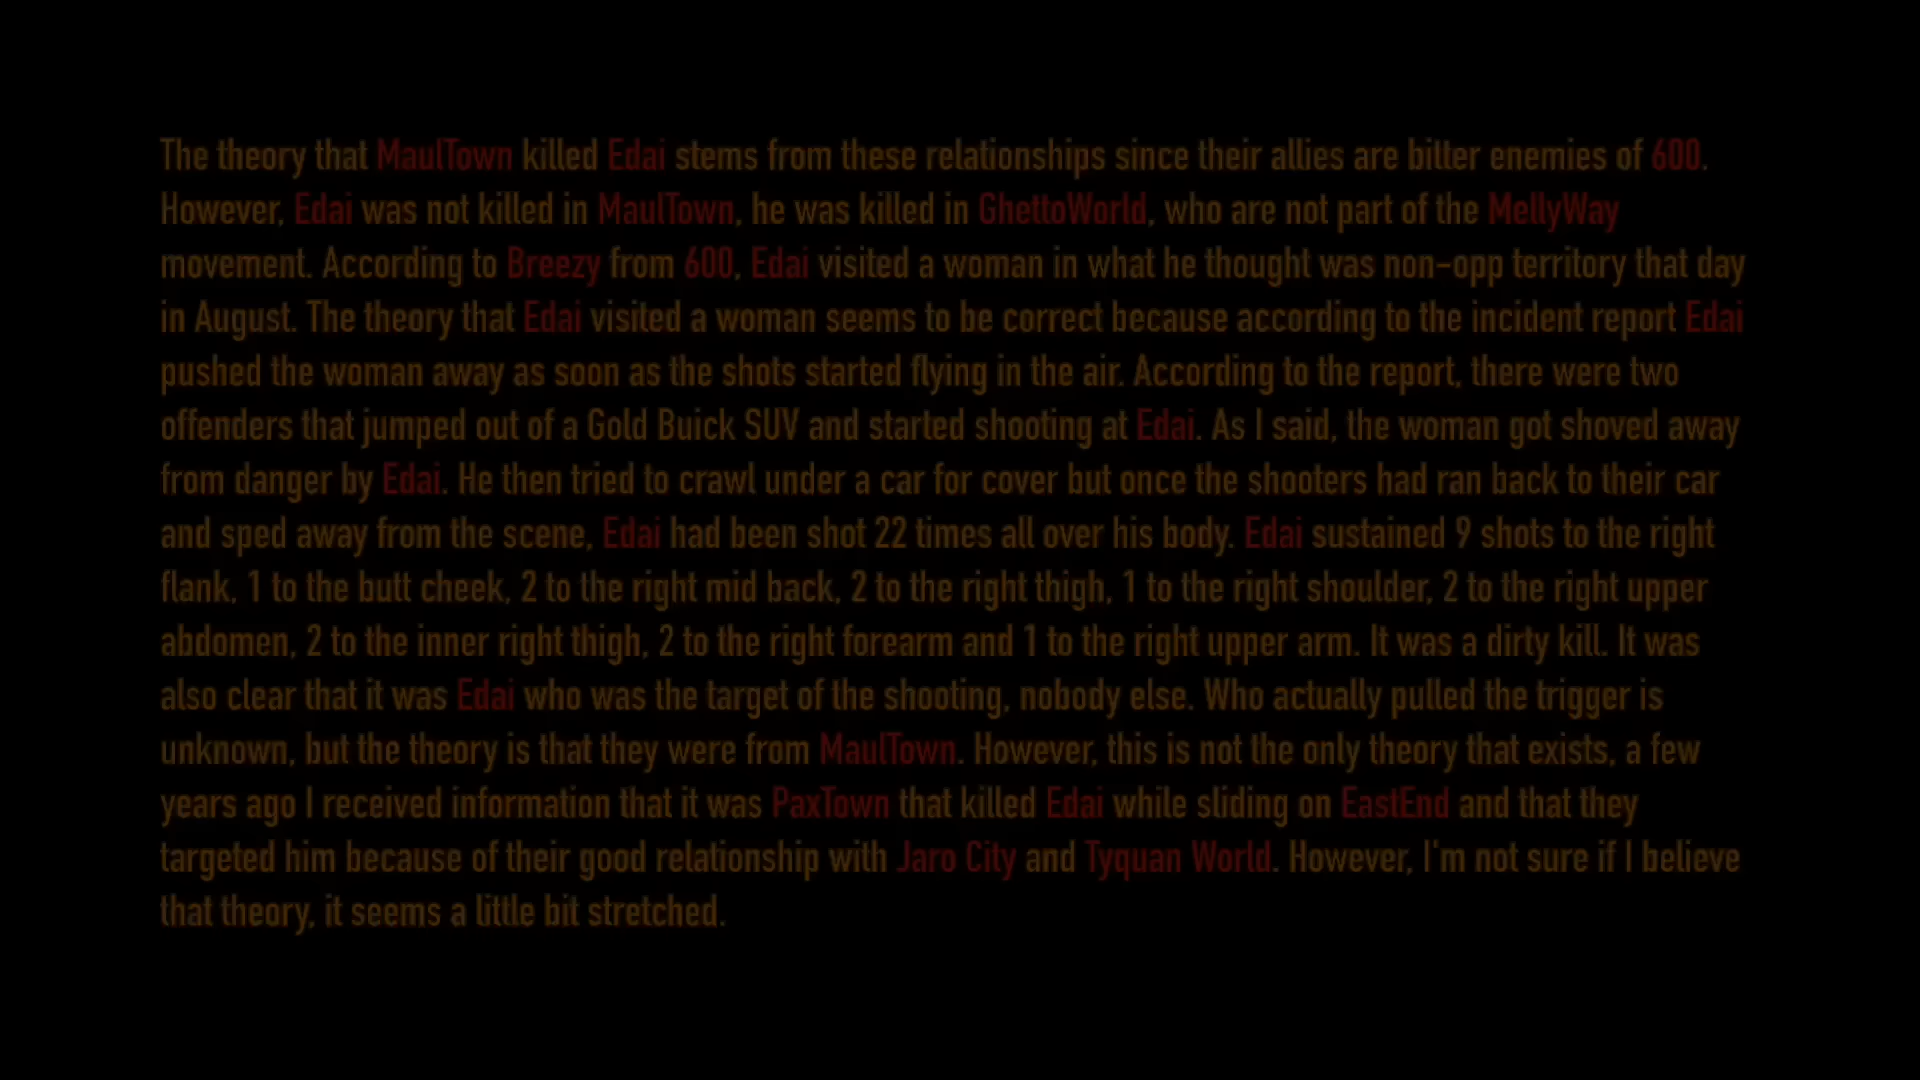 The theory that MaulTown killed Edai stems from these relationships since their allies are bitter enemies of 600.
However, Edai was not killed in MaulTown, he was killed in GhettoWorld, who are not part of the MellyWay
movement. According to Breezy from 600, Edai visited a woman in what he thought was non-opp territory that day
in August. The theory that Edai visited a woman seems to be correct because according to the incident report Edai
pushed the woman away as soon as the shots started flying in the air. According to the report, there were two
offenders that jumped out of a Gold Buick SUV and started shooting at Edai. As I said, the woman got shoved away
from danger by Edai. He then tried to crawl under a car for cover but once the shooters had ran back to their car
and sped away from the scene, Edai had been shot 22 times all over his body. Edai sustained 9 shots to the right
flank, 1 to the butt cheek, 2 to the right mid back, 2 to the right thigh, 1 to the right shoulder, 2 to the right upper
abdomen, 2 to the inner right thigh, 2 to the right forearm and 1 to the right upper arm. It was a dirty kill. It was
also clear that it was Edai who was the target of the shooting, nobody else. Who actually pulled the trigger is
unknown, but the theory is that they were from MaulTown. However, this is not the only theory that exists, a few
years ago I received information that it was PaxTown that killed Edai while sliding on EastEnd and that they
targeted him because of their good relationship with Jaro City and Tyquan World. However, I'm not sure if I believe
that theory, it seems a little bit stretched.